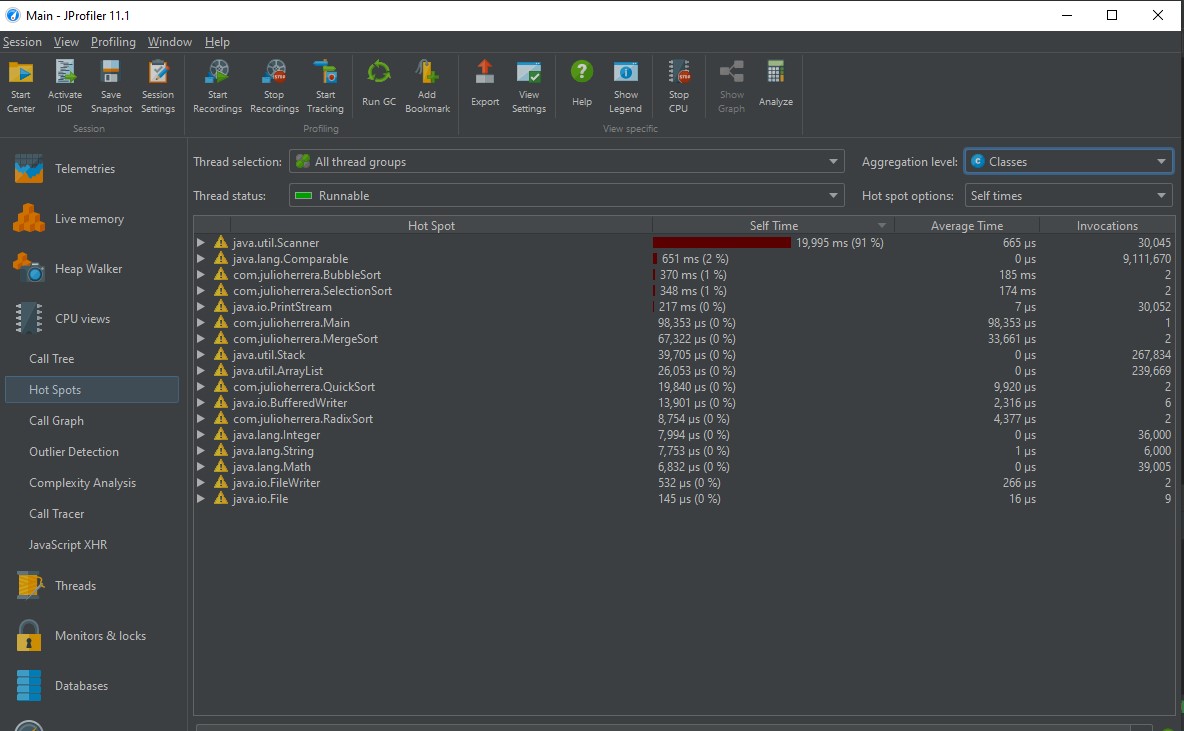 Main - JProfiler 11.1
Session View Profiling Window Help
Start Center
Activate IDE
Save Snapshot
Session Settings
Start Recordings
Stop Recordings
Start Tracking
Run GC
Add Bookmark
Export
View Settings
Help
Show Legend
Stop CPU
Show Graph
Analyze
Session
Profiling
View specific
Telemetries
Live memory
Heap Walker
CPU views
Call Tree
Hot Spots
Call Graph
Outlier Detection
Complexity Analysis
Call Tracer
JavaScript XHR
Threads
Monitors & locks
Databases
Thread selection: All thread groups Aggregation level: Classes
Thread status: Runnable Hot spot options: Self times
Hot Spot Self Time Average Time Invocations
java.util.Scanner 19,995 ms (91 %) 665 µs 30,045
java.lang.Comparable 651 ms (2 %) 0 µs 9,111,670
com.julioherrera.BubbleSort 370 ms (1 %) 185 ms 2
com.julioherrera.SelectionSort 348 ms (1 %) 174 ms 2
java.io.PrintStream 217 ms (0 %) 7 µs 30,052
com.julioherrera.Main 98,353 µs (0 %) 98,353 µs 1
com.julioherrera.MergeSort 67,322 µs (0 %) 33,661 µs 2
java.util.Stack 39,705 µs (0 %) 0 µs 267,834
java.util.ArrayList 26,053 µs (0 %) 0 µs 239,669
com.julioherrera.QuickSort 19,840 µs (0 %) 9,920 µs 2
java.io.BufferedWriter 13,901 µs (0 %) 2,316 µs 6
com.julioherrera.RadixSort 8,754 µs (0 %) 4,377 µs 2
java.lang.Integer 7,994 µs (0 %) 0 µs 36,000
java.lang.String 7,753 µs (0 %) 1 µs 6,000
java.lang.Math 6,832 µs (0 %) 0 µs 39,005
java.io.FileWriter 532 µs (0 %) 266 µs 2
java.io.File 145 µs (0 %) 16 µs 9